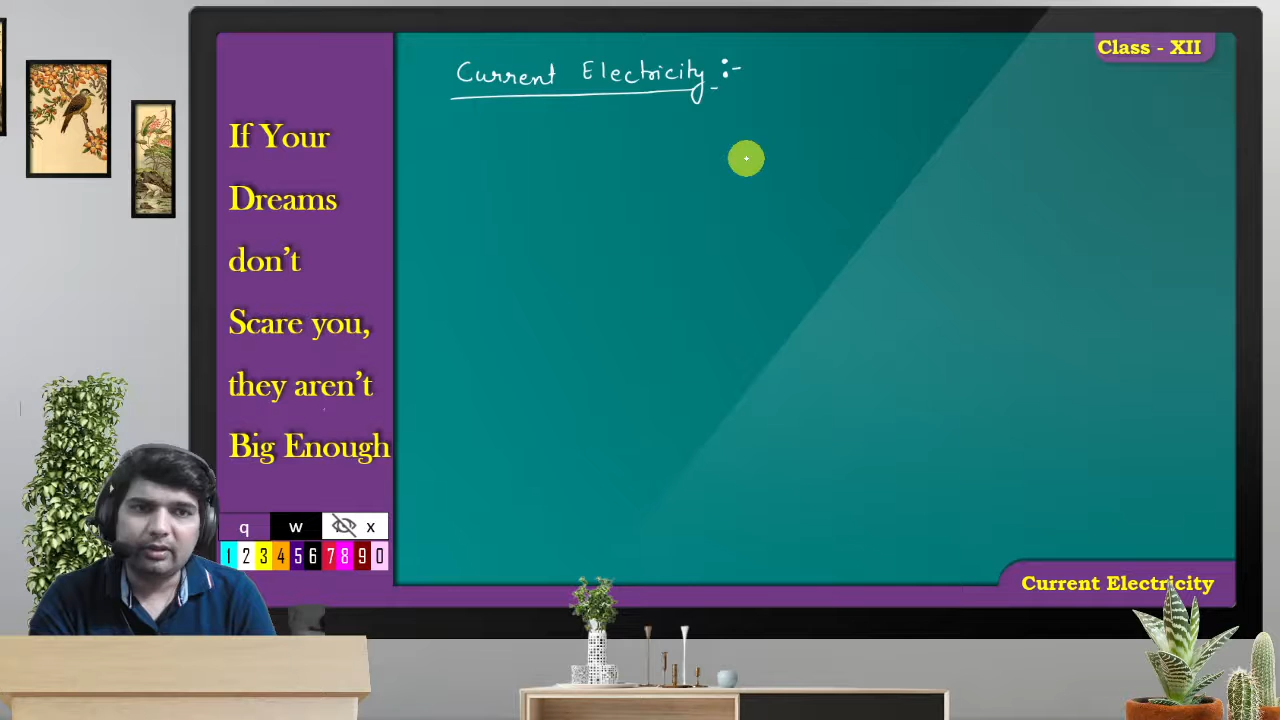 Class - XII
Current Electricity :-
If Your
Dreams
don't
Scare you,
they aren't
Big Enough
q w x
1 2 3 4 5 6 7 8 9 0
Current Electricity